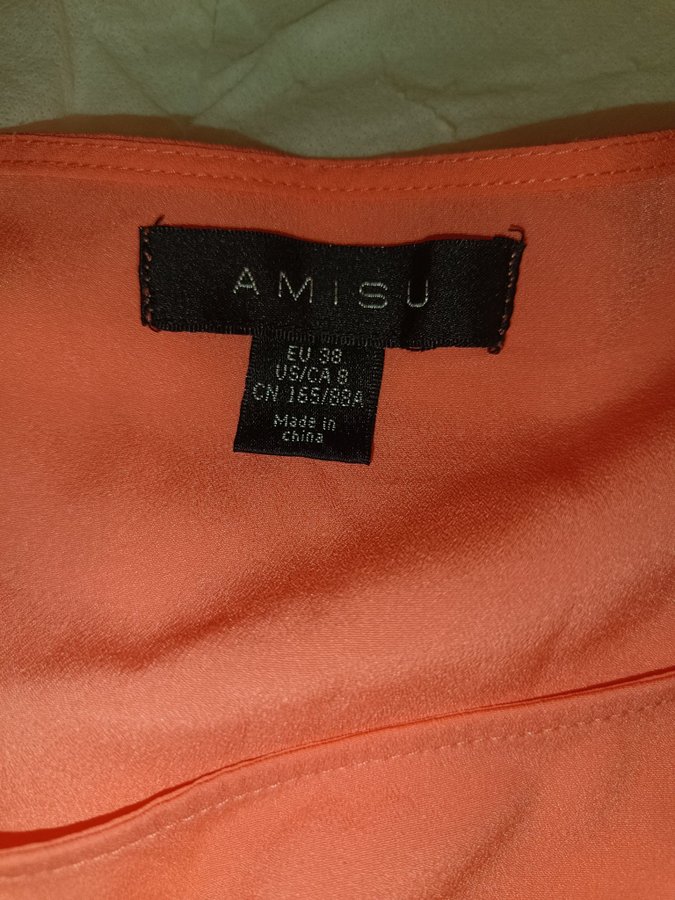 AMISU
EU 38
US/CA 8
CN 165/88A
Made in
china